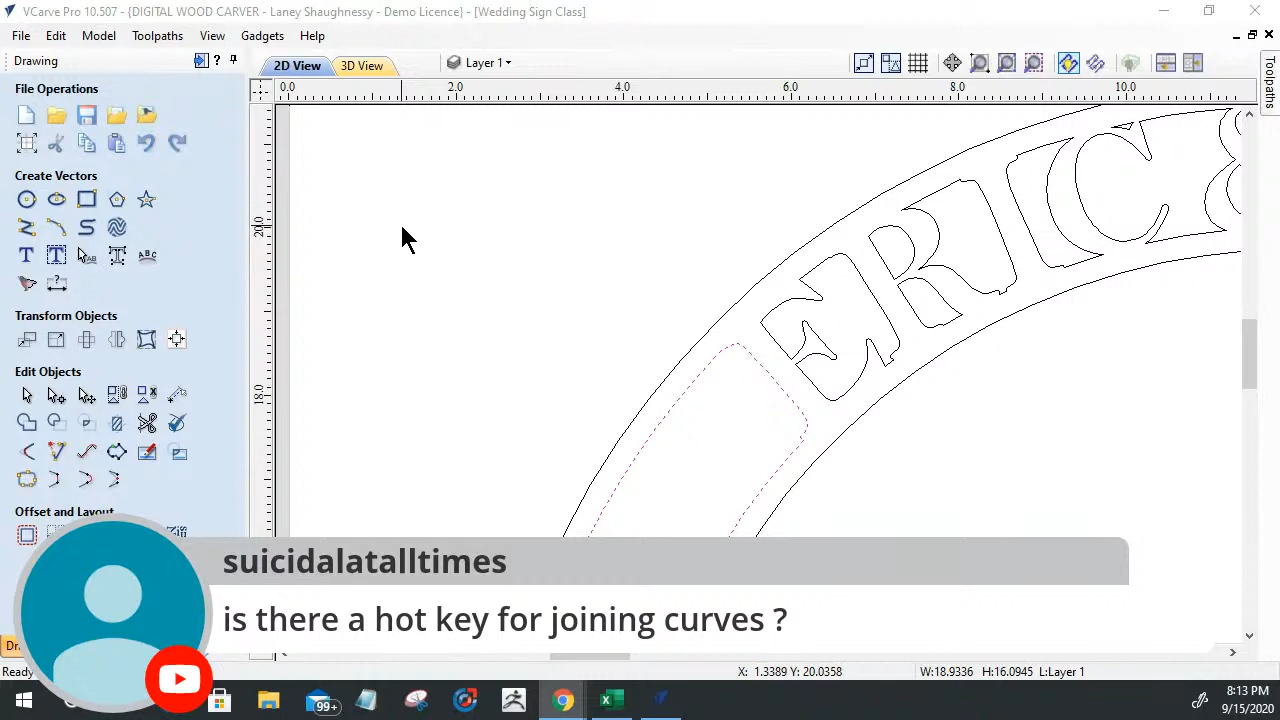 VCarve Pro 10.507 - {DIGITAL WOOD CARVER - Laney Shaughnessy - Demo Licence} - [Wedding Sign Class]
File Edit Model Toolpaths View Gadgets Help
Drawing
2D View 3D View Layer 1
File Operations
0.0 2.0 4.0 6.0 8.0 10.0
Toolpaths
Create Vectors
20.0
ERIC &
T T AB T ABC
Transform Objects
Edit Objects
18.0
Offset and Layout
suicidalatalltimes
is there a hot key for joining curves ?
Ready
X: 1.3389 Y: 20.0358
W:18.9336 H:16.0945 L:Layer 1
99+
8:13 PM
9/15/2020